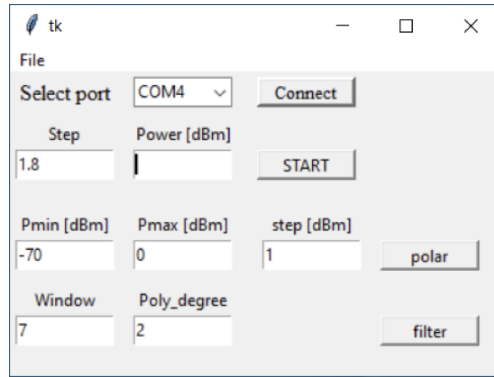 tk
File
Select port COM4 Connect
Step Power [dBm]
1.8 START
Pmin [dBm] Pmax [dBm] step [dBm]
-70 0 1 polar
Window Poly_degree
7 2 filter